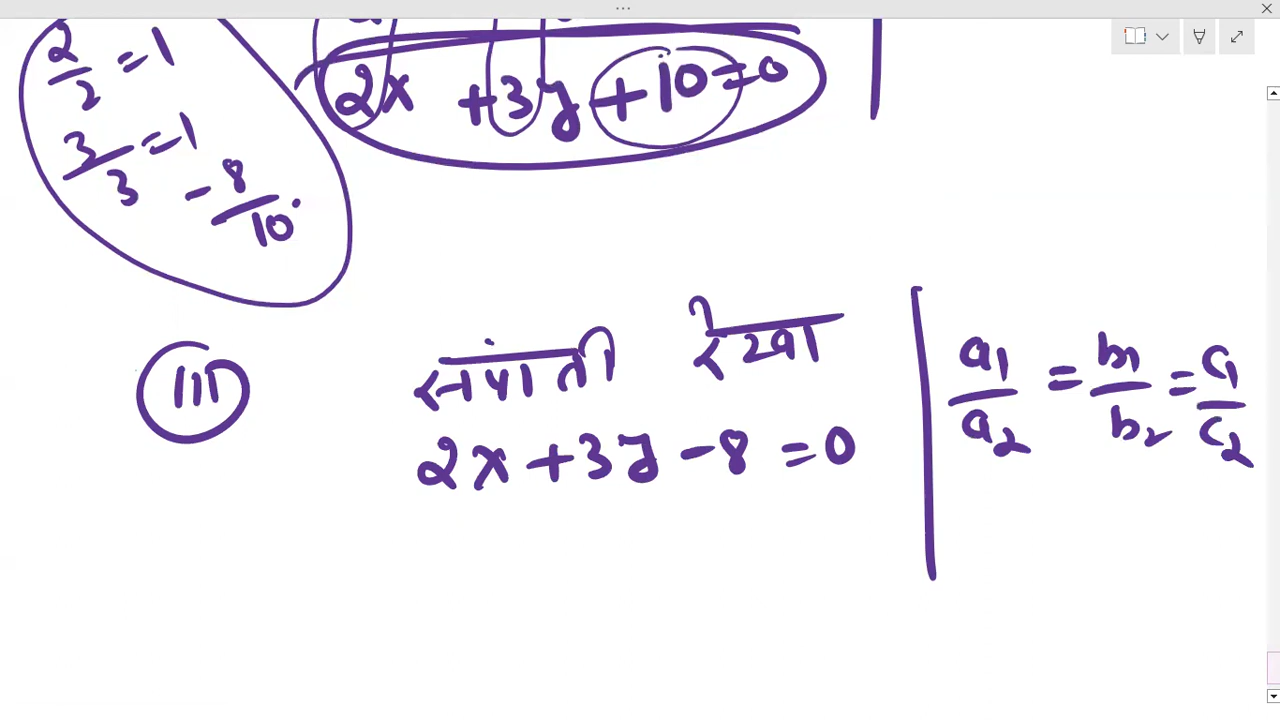 2/2 = 1
2x + 3y + 10 = 0
3/3 = 1
- 8/10
(III) संपाती रेखा
2x + 3y - 8 = 0
a1/a2 = b1/b2 = c1/c2